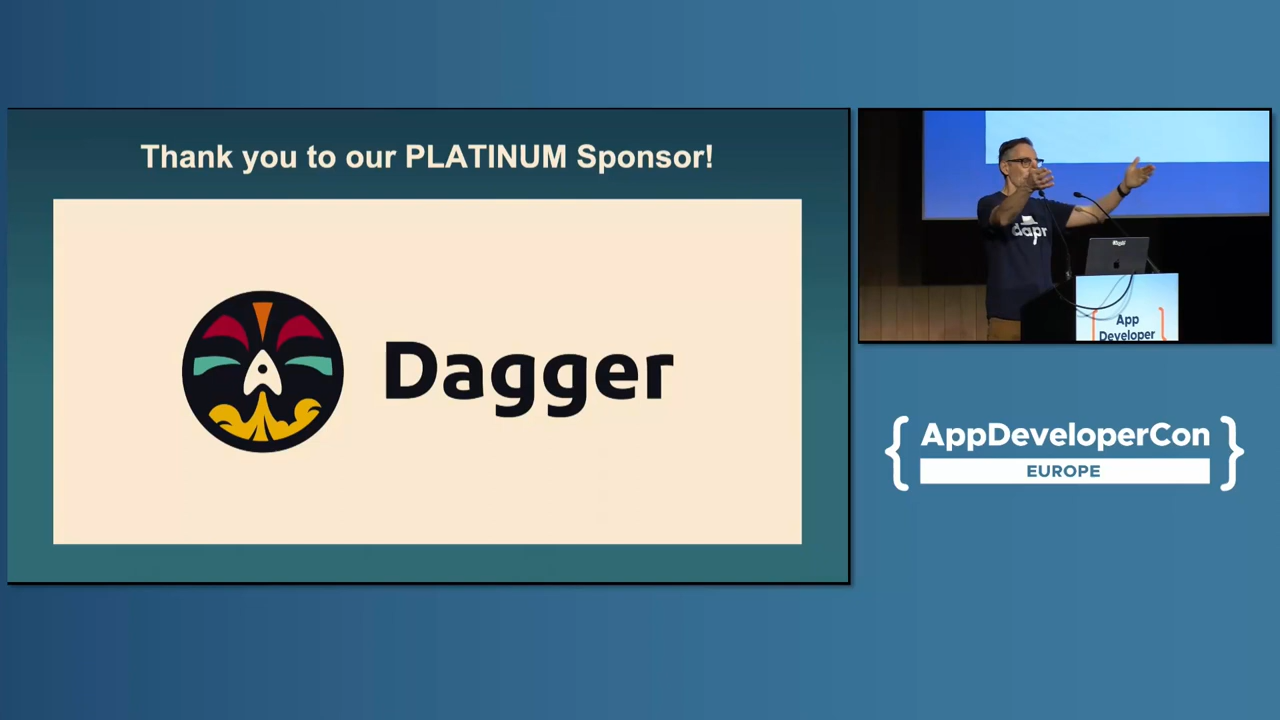 Thank you to our PLATINUM Sponsor!
Dagger
dapr
App
Developer
AppDeveloperCon
EUROPE